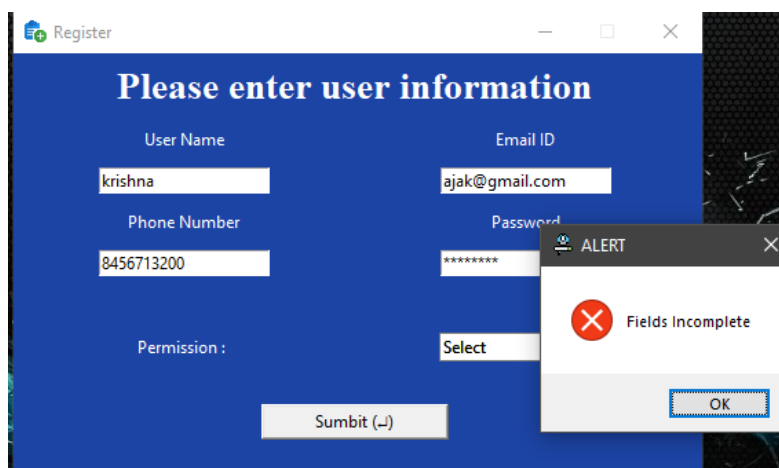 Register
Please enter user information
User Name
Email ID
krishna
ajak@gmail.com
Phone Number
Password
8456713200
********
ALERT
Fields Incomplete
OK
Permission :
Select
Sumbit (↵)